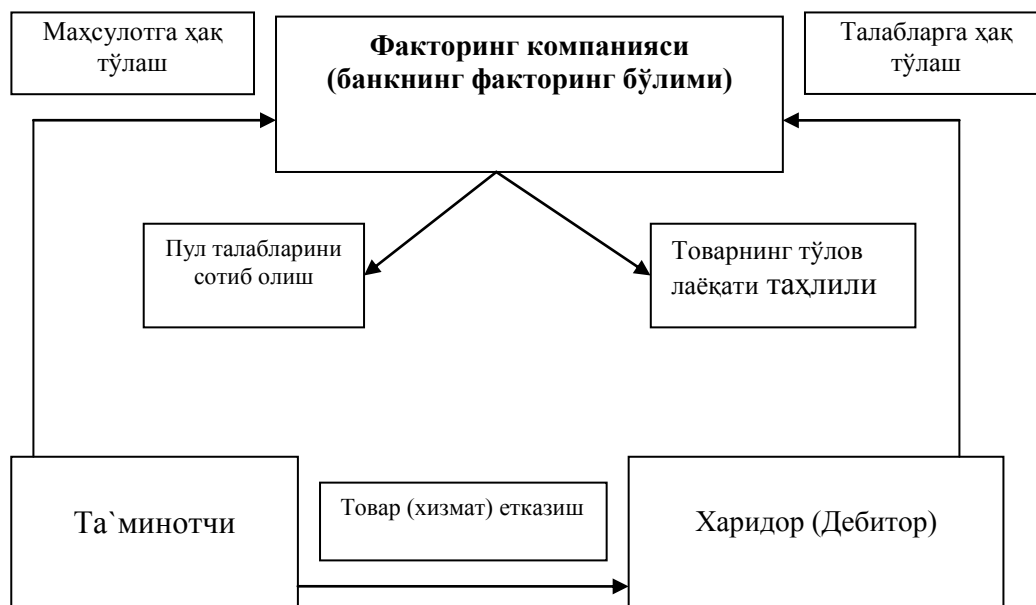 Маҳсулотга ҳақ
тўлаш
Факторинг компанияси
(банкнинг факторинг бўлими)
Талабларга ҳақ
тўлаш
Пул талабларини
сотиб олиш
Товарнинг тўлов
лаёқати таҳлили
Та`минотчи
Товар (хизмат) етказиш
Харидор (Дебитор)